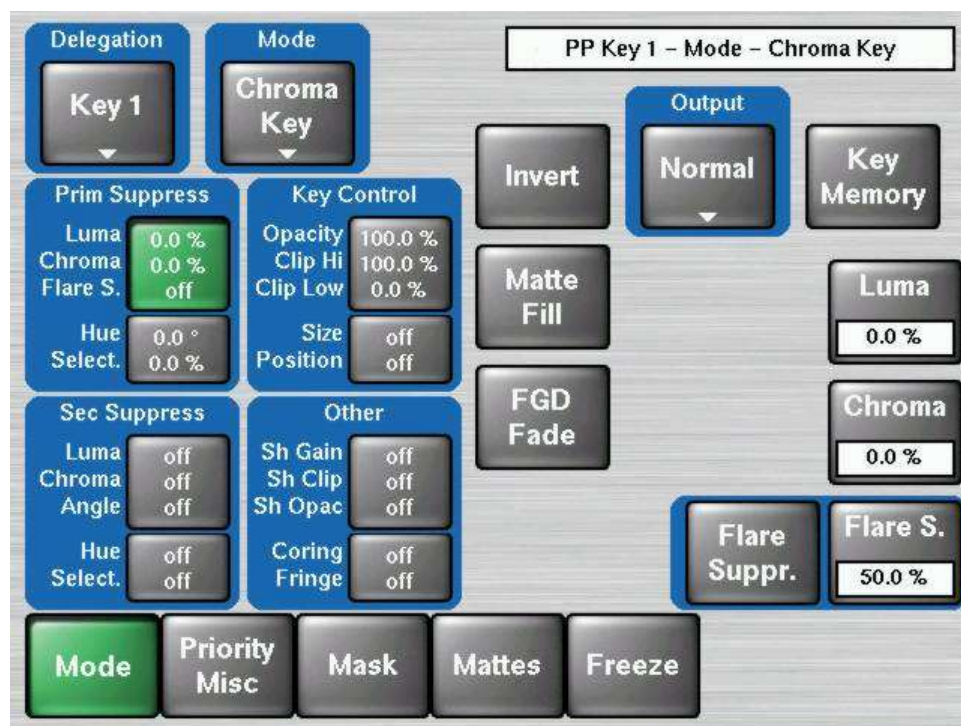 Delegation
Mode
PP Key 1 – Mode – Chroma Key
Key 1
Chroma
Key
Output
Invert
Normal
Key
Memory
Prim Suppress
Luma 0.0 %
Chroma 0.0 %
Flare S. off
Hue 0.0 °
Select. 0.0 %
Key Control
Opacity 100.0 %
Clip Hi 100.0 %
Clip Low 0.0 %
Size off
Position off
Matte
Fill
Luma
0.0 %
FGD
Fade
Chroma
0.0 %
Sec Suppress
Luma off
Chroma off
Angle off
Hue off
Select. off
Other
Sh Gain off
Sh Clip off
Sh Opac off
Coring off
Fringe off
Flare
Suppr.
Flare S.
50.0 %
Mode
Priority
Misc
Mask
Mattes
Freeze